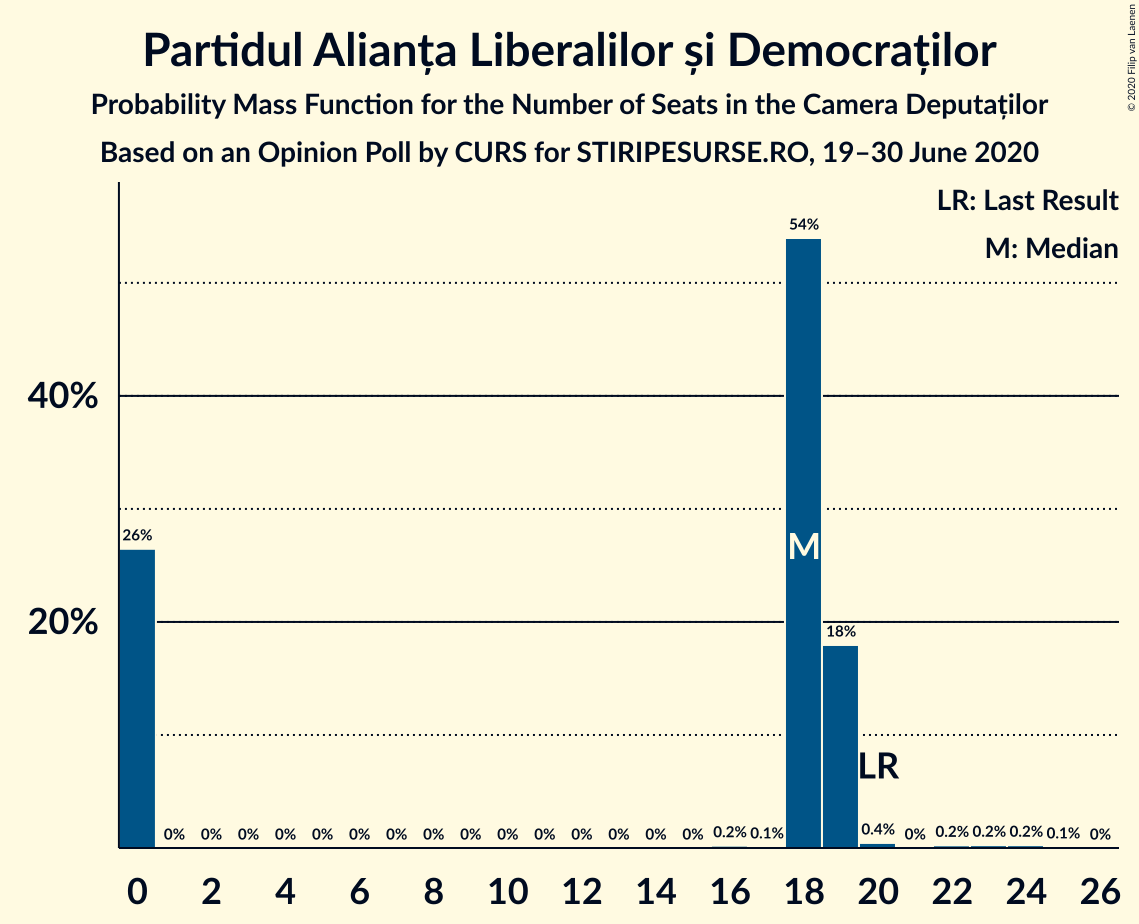 Partidul Alianța Liberalilor și Democraților
Probability Mass Function for the Number of Seats in the Camera Deputaților
Based on an Opinion Poll by CURS for STIRIPESURSE.RO, 19–30 June 2020
© 2020 Filip van Laenen
LR: Last Result
M: Median
54%
40%
26%
M
20%
18%
LR
0% 0% 0% 0% 0% 0% 0% 0% 0% 0% 0% 0% 0% 0% 0% 0.2% 0.1% 0.4% 0% 0.2% 0.2% 0.2% 0.1% 0%
0 2 4 6 8 10 12 14 16 18 20 22 24 26